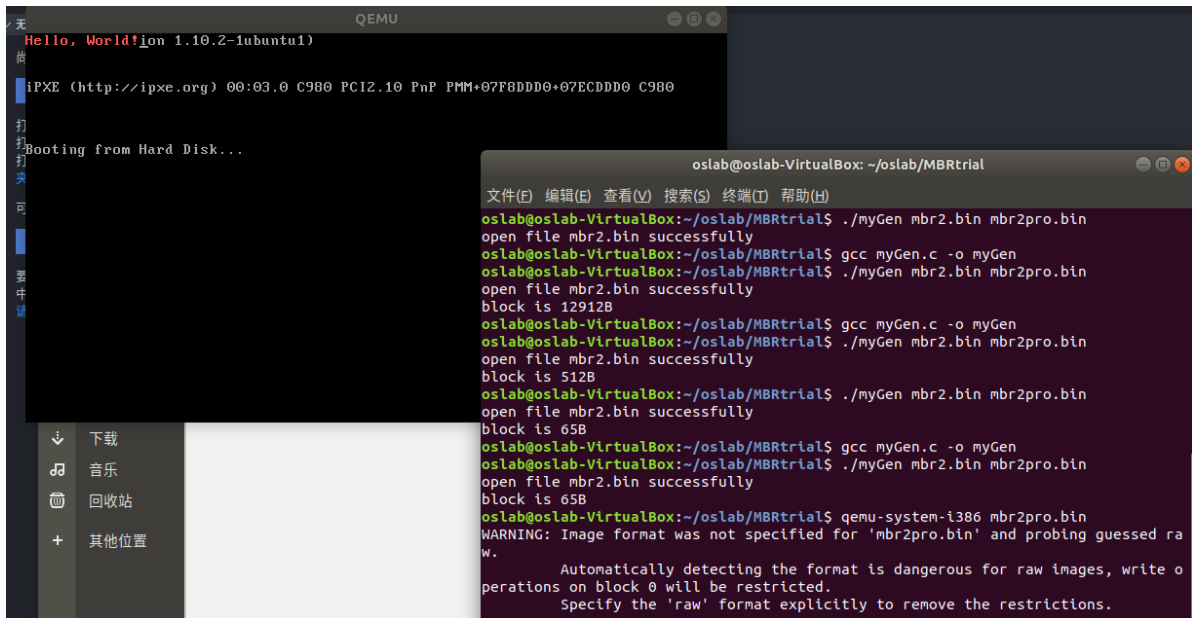 QEMU
Hello, World!ion 1.10.2-1ubuntu1)
iPXE (http://ipxe.org) 00:03.0 C980 PCI2.10 PnP PMM+07F8DDD0+07ECDDD0 C980
Booting from Hard Disk...
无
尚
打
打
打
夹
可
要
中
请
下载
音乐
回收站
+ 其他位置
oslab@oslab-VirtualBox: ~/oslab/MBRtrial
文件(F) 编辑(E) 查看(V) 搜索(S) 终端(T) 帮助(H)
oslab@oslab-VirtualBox:~/oslab/MBRtrial$ ./myGen mbr2.bin mbr2pro.bin
open file mbr2.bin successfully
oslab@oslab-VirtualBox:~/oslab/MBRtrial$ gcc myGen.c -o myGen
oslab@oslab-VirtualBox:~/oslab/MBRtrial$ ./myGen mbr2.bin mbr2pro.bin
open file mbr2.bin successfully
block is 12912B
oslab@oslab-VirtualBox:~/oslab/MBRtrial$ gcc myGen.c -o myGen
oslab@oslab-VirtualBox:~/oslab/MBRtrial$ ./myGen mbr2.bin mbr2pro.bin
open file mbr2.bin successfully
block is 512B
oslab@oslab-VirtualBox:~/oslab/MBRtrial$ ./myGen mbr2.bin mbr2pro.bin
open file mbr2.bin successfully
block is 65B
oslab@oslab-VirtualBox:~/oslab/MBRtrial$ gcc myGen.c -o myGen
oslab@oslab-VirtualBox:~/oslab/MBRtrial$ ./myGen mbr2.bin mbr2pro.bin
open file mbr2.bin successfully
block is 65B
oslab@oslab-VirtualBox:~/oslab/MBRtrial$ qemu-system-i386 mbr2pro.bin
WARNING: Image format was not specified for 'mbr2pro.bin' and probing guessed ra
w.
Automatically detecting the format is dangerous for raw images, write o
perations on block 0 will be restricted.
Specify the 'raw' format explicitly to remove the restrictions.